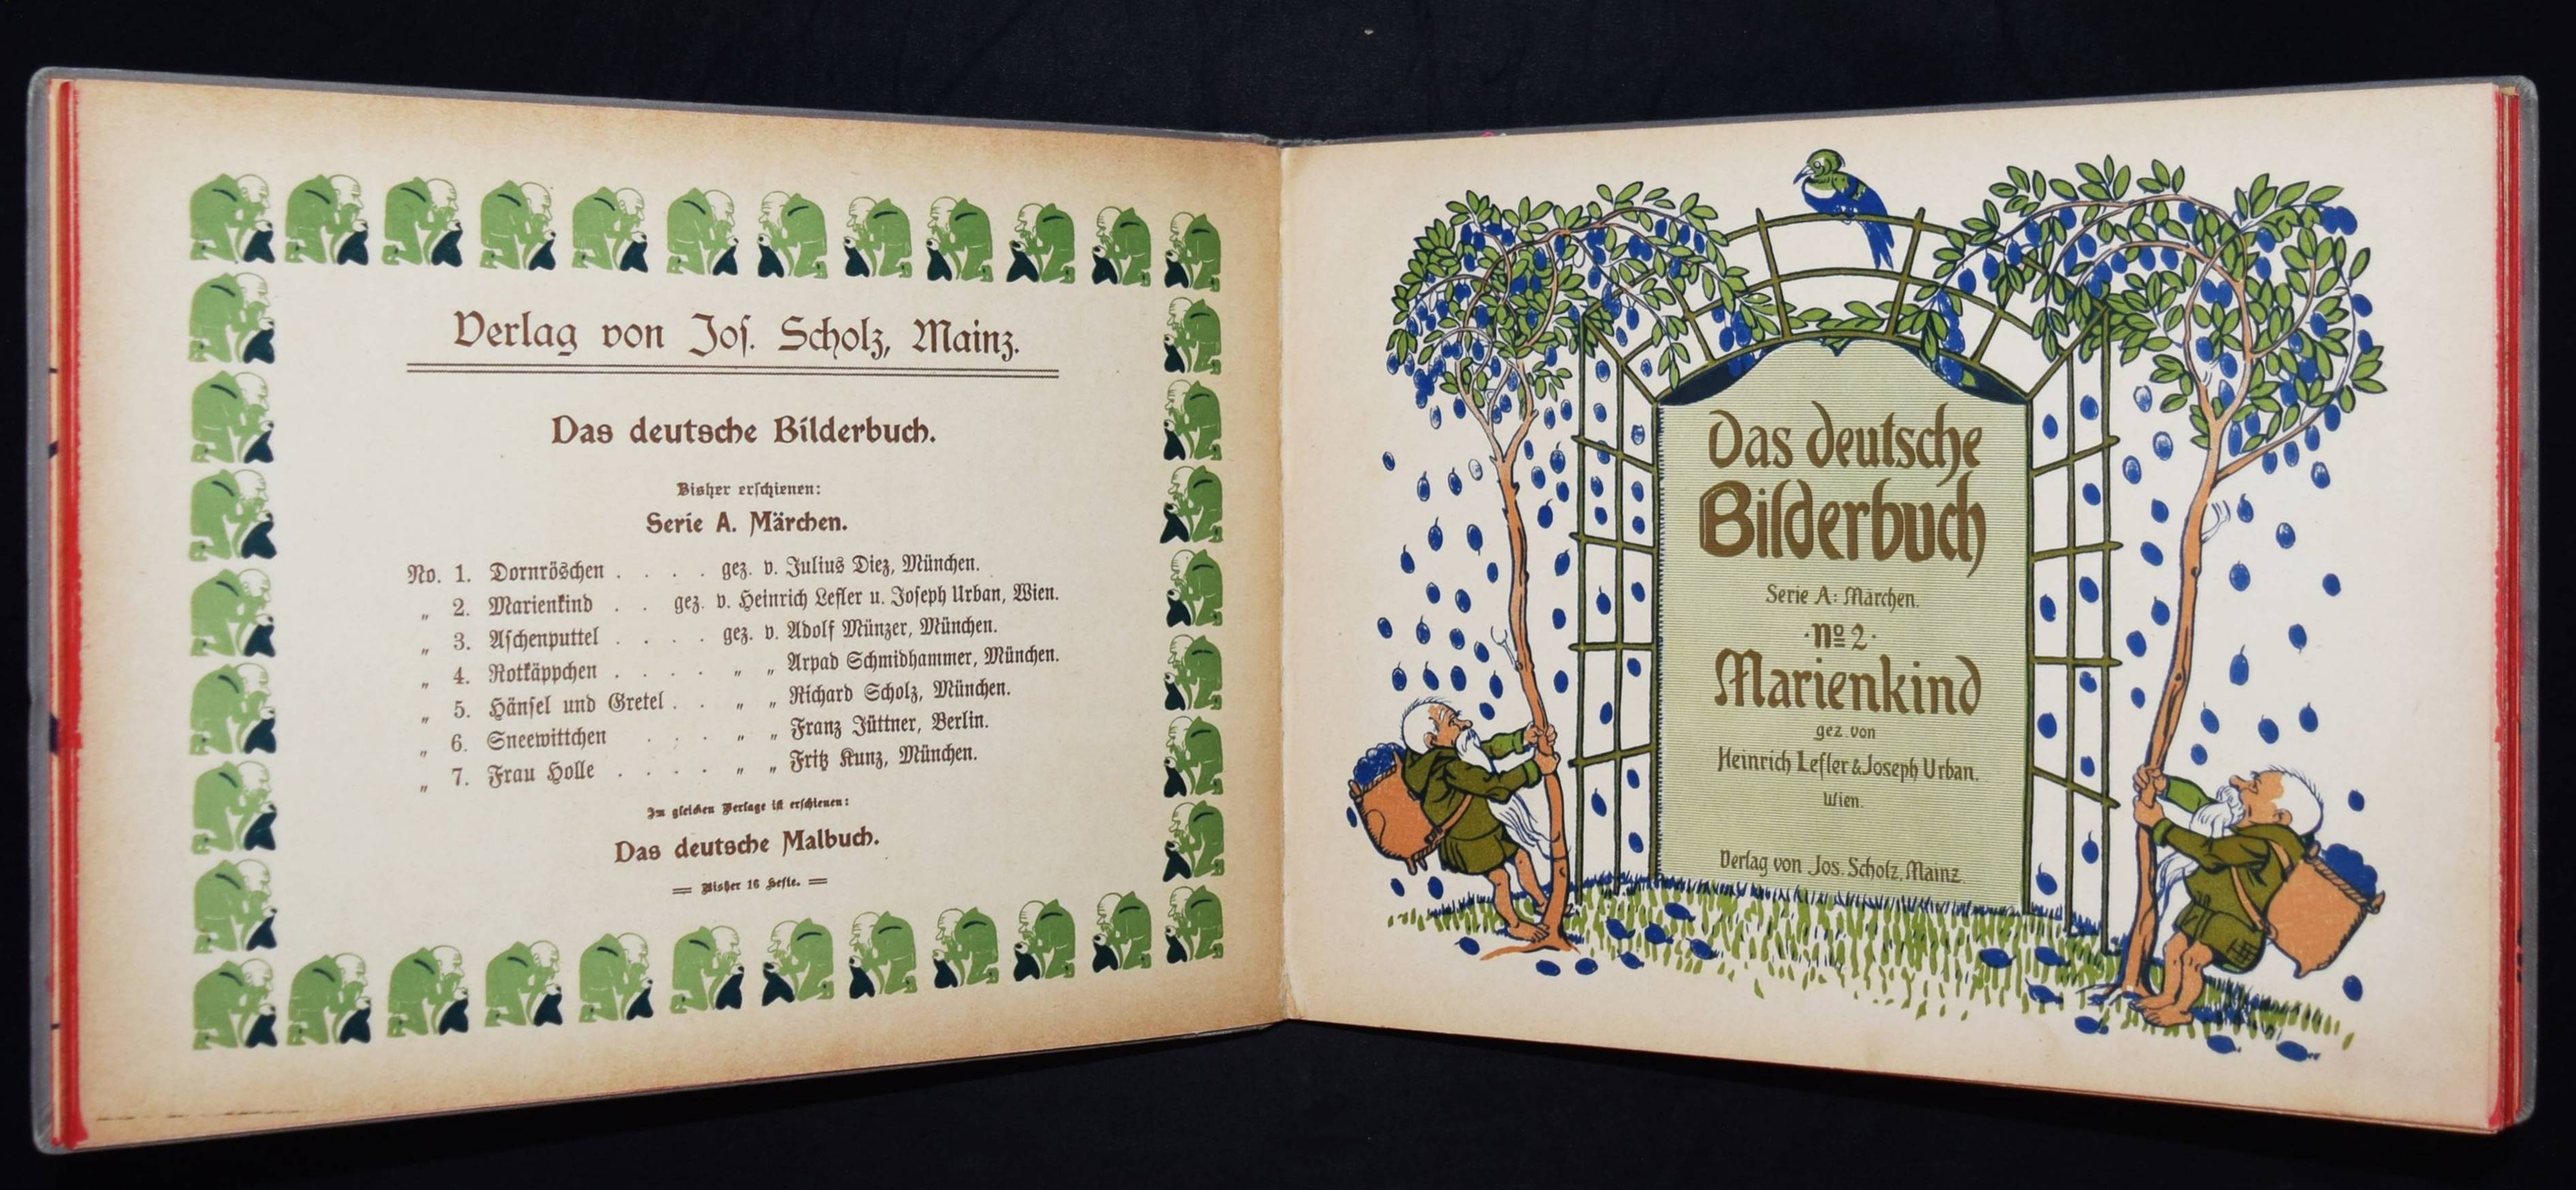 Verlag von Joſ. Scholz, Mainz.
Das deutsche Bilderbuch.
Bisher erſchienen:
Serie A. Märchen.
No. 1. Dornröschen . . . . gez. v. Julius Diez, München.
„ 2. Marienkind . . gez. v. Heinrich Lefler u. Joſeph Urban, Wien.
„ 3. Aſchenputtel . . . . gez. v. Adolf Münzer, München.
„ 4. Rotkäppchen . . . . „ „ Arpad Schmidhammer, München.
„ 5. Hänſel und Gretel . . „ „ Richard Scholz, München.
„ 6. Sneewittchen . . . „ „ Franz Jüttner, Berlin.
„ 7. Frau Holle . . . . „ „ Fritz Kunz, München.
Im gleichen Verlage iſt erſchienen:
Das deutsche Malbuch.
Bisher 16 Hefte.
Das deutsche
Bilderbuch
Serie A: Märchen.
·No 2·
Marienkind
gez. von
Heinrich Lefler & Joseph Urban.
Wien.
Verlag von Jos. Scholz, Mainz.